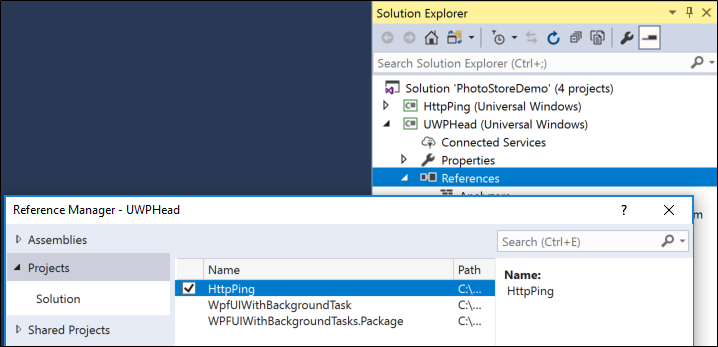 Solution Explorer
Search Solution Explorer (Ctrl+;)
Solution 'PhotoStoreDemo' (4 projects)
HttpPing (Universal Windows)
UWPHead (Universal Windows)
Connected Services
Properties
References
Reference Manager - UWPHead
?
Assemblies
Projects
Solution
Shared Projects
Name Path
HttpPing C:\...
WpfUIWithBackgroundTask C:\...
WPFUIWithBackgroundTasks.Package C:\...
Search (Ctrl+E)
Name:
HttpPing